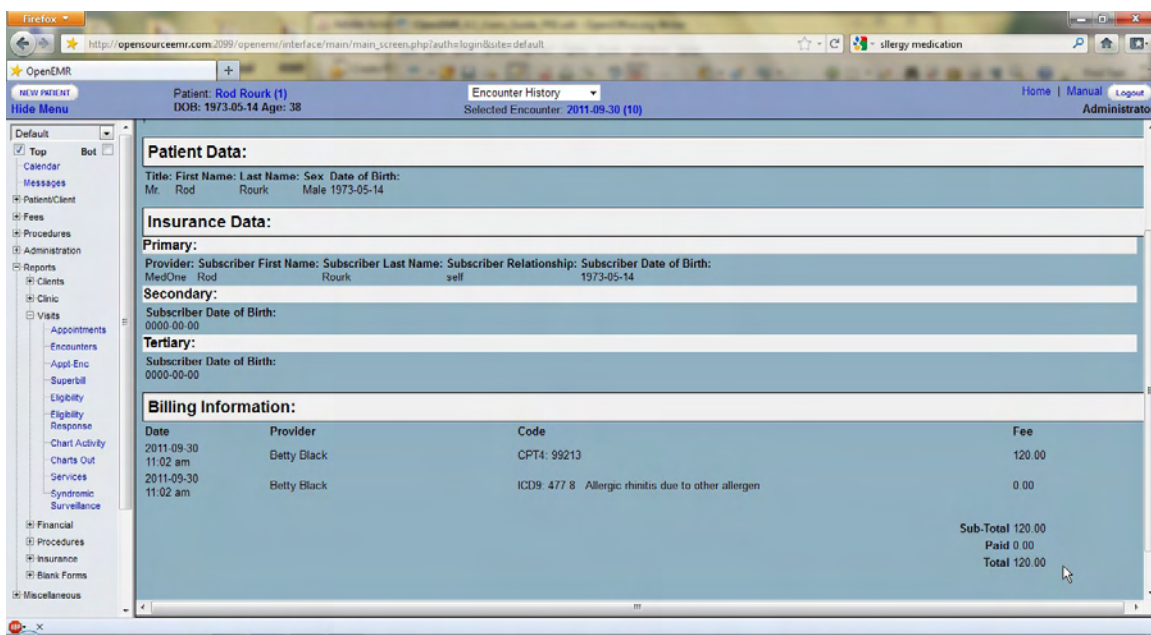 Firefox
http://opensourceemr.com:2099/openemr/interface/main/main_screen.php?auth=login&site=default
sllergy medication
OpenEMR
NEW PATIENT
Hide Menu
Patient: Rod Rourk (1)
DOB: 1973-05-14 Age: 38
Encounter History
Selected Encounter: 2011-09-30 (10)
Home | Manual Logout
Administrato
Default
Top Bot
Calendar
Messages
Patient/Client
Fees
Procedures
Administration
Reports
Clients
Clinic
Visits
Appointments
Encounters
Appt-Enc
Superbill
Eligibility
Eligibility
Response
Chart Activity
Charts Out
Services
Syndromic
Surveillance
Financial
Procedures
Insurance
Blank Forms
Miscellaneous
Patient Data:
Title: First Name: Last Name: Sex Date of Birth:
Mr. Rod Rourk Male 1973-05-14
Insurance Data:
Primary:
Provider: Subscriber First Name: Subscriber Last Name: Subscriber Relationship: Subscriber Date of Birth:
MedOne Rod Rourk self 1973-05-14
Secondary:
Subscriber Date of Birth:
0000-00-00
Tertiary:
Subscriber Date of Birth:
0000-00-00
Billing Information:
Date Provider Code Fee
2011-09-30
11:02 am Betty Black CPT4: 99213 120.00
2011-09-30
11:02 am Betty Black ICD9: 477.8 Allergic rhinitis due to other allergen 0.00
Sub-Total 120.00
Paid 0.00
Total 120.00